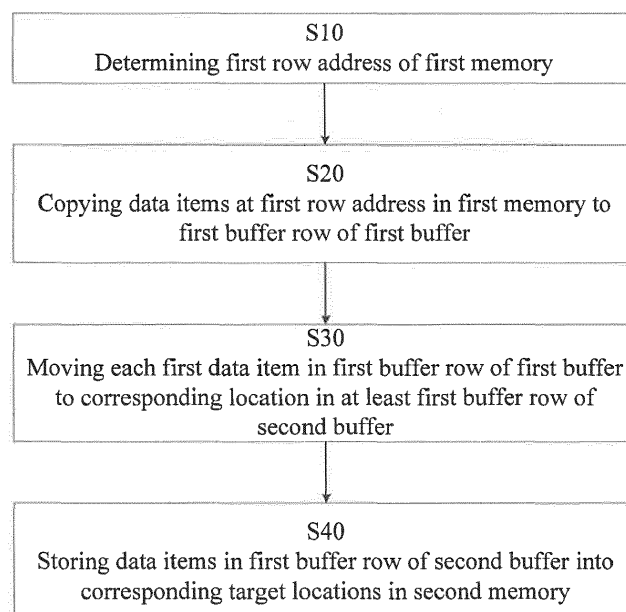 S10
Determining first row address of first memory
S20
Copying data items at first row address in first memory to
first buffer row of first buffer
S30
Moving each first data item in first buffer row of first buffer
to corresponding location in at least first buffer row of
second buffer
S40
Storing data items in first buffer row of second buffer into
corresponding target locations in second memory